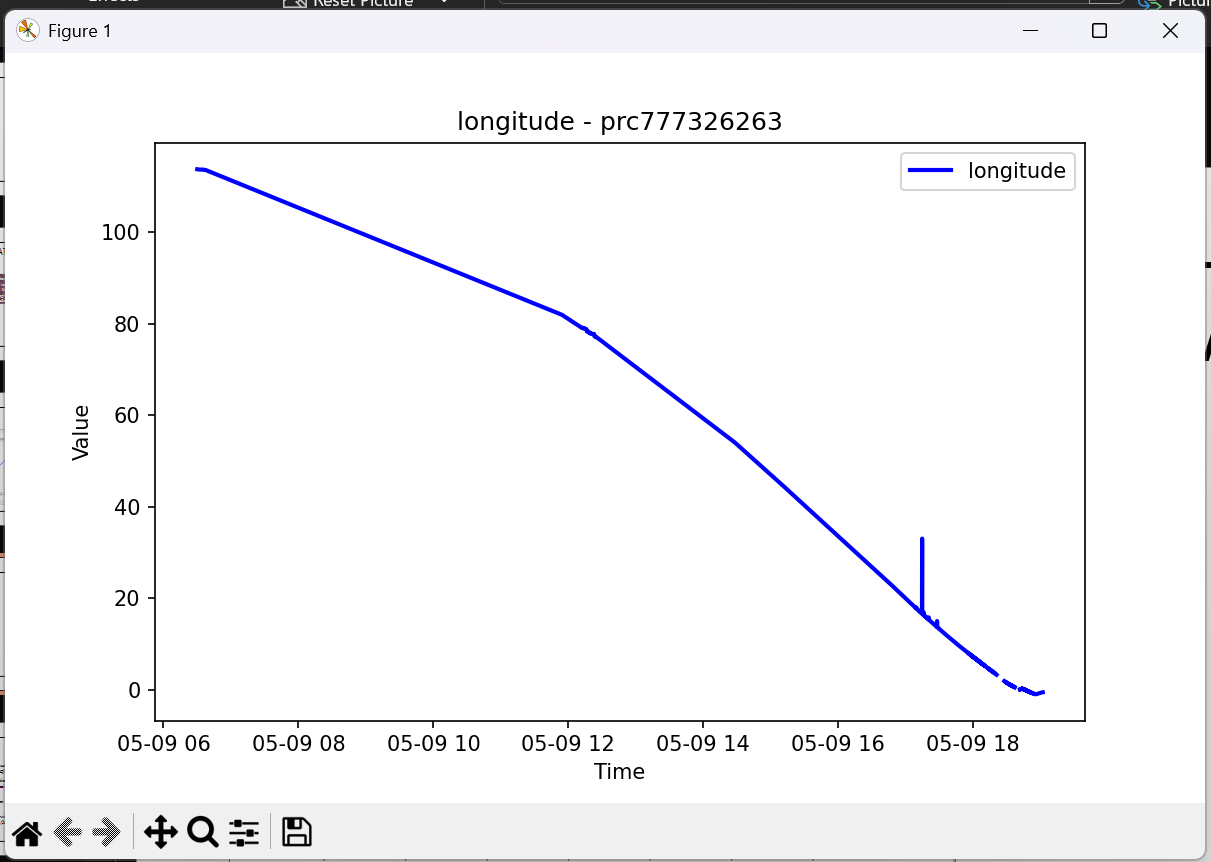 Reset Picture
Figure 1
longitude - prc777326263
longitude
100
80
60
40
20
0
Value
05-09 06 05-09 08 05-09 10 05-09 12 05-09 14 05-09 16 05-09 18
Time